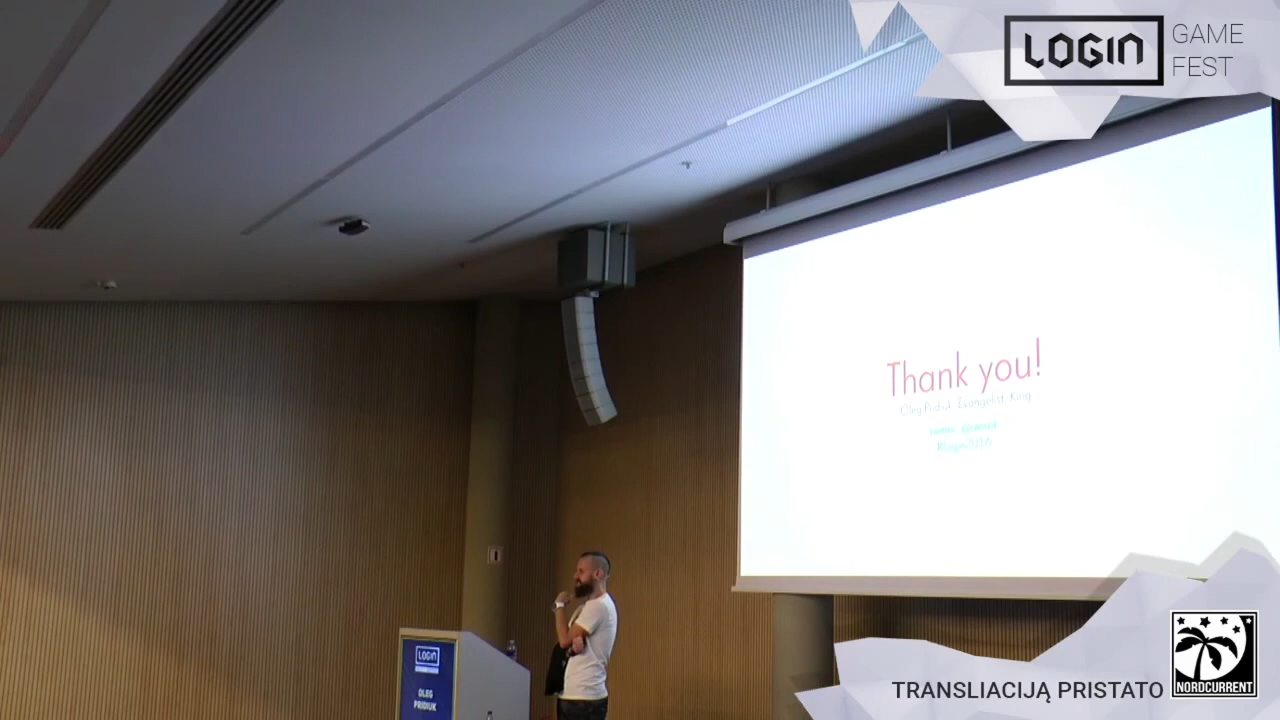 LOGIN
GAME
FEST
Thank you!
Oleg Pridiuk, Evangelist, King
#login2016
LOGIN
OLEG
PRIDIUK
TRANSLIACIJĄ PRISTATO
NORDCURRENT